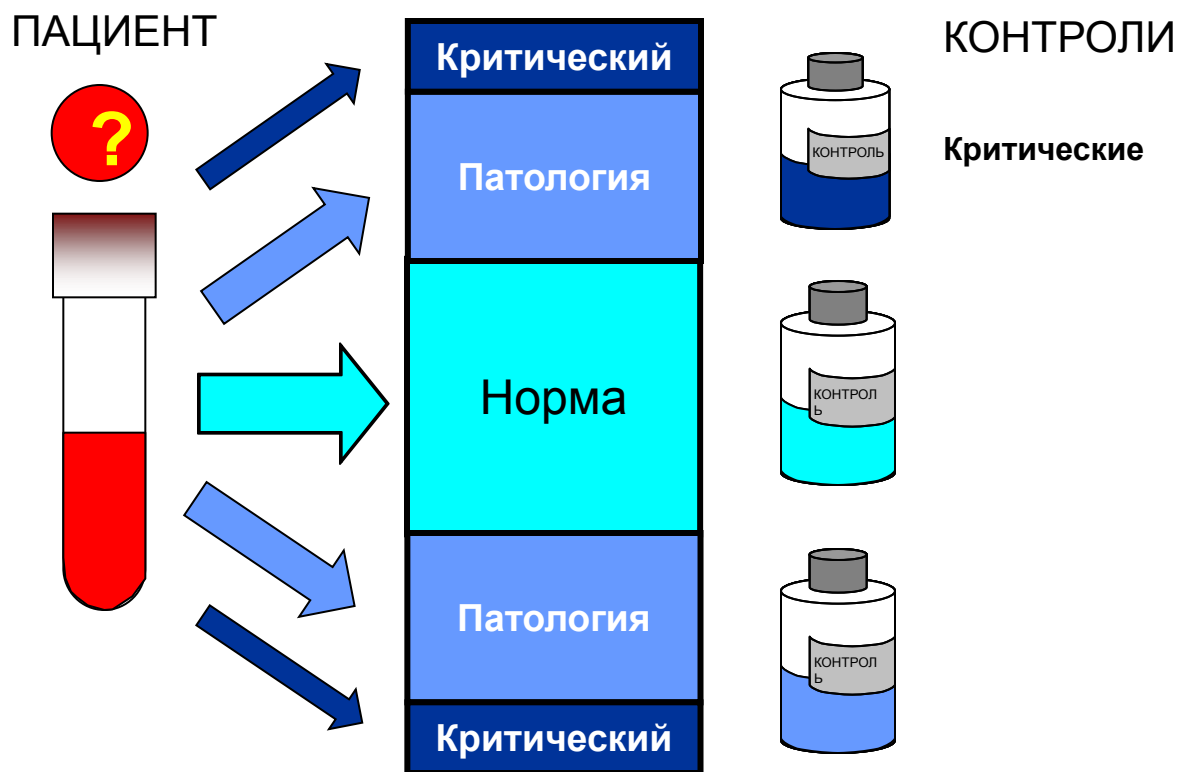 ПАЦИЕНТ
?
Критический
Патология
Норма
Патология
Критический
КОНТРОЛИ
КОНТРОЛЬ
Критические
КОНТРОЛ
Ь
КОНТРОЛ
Ь